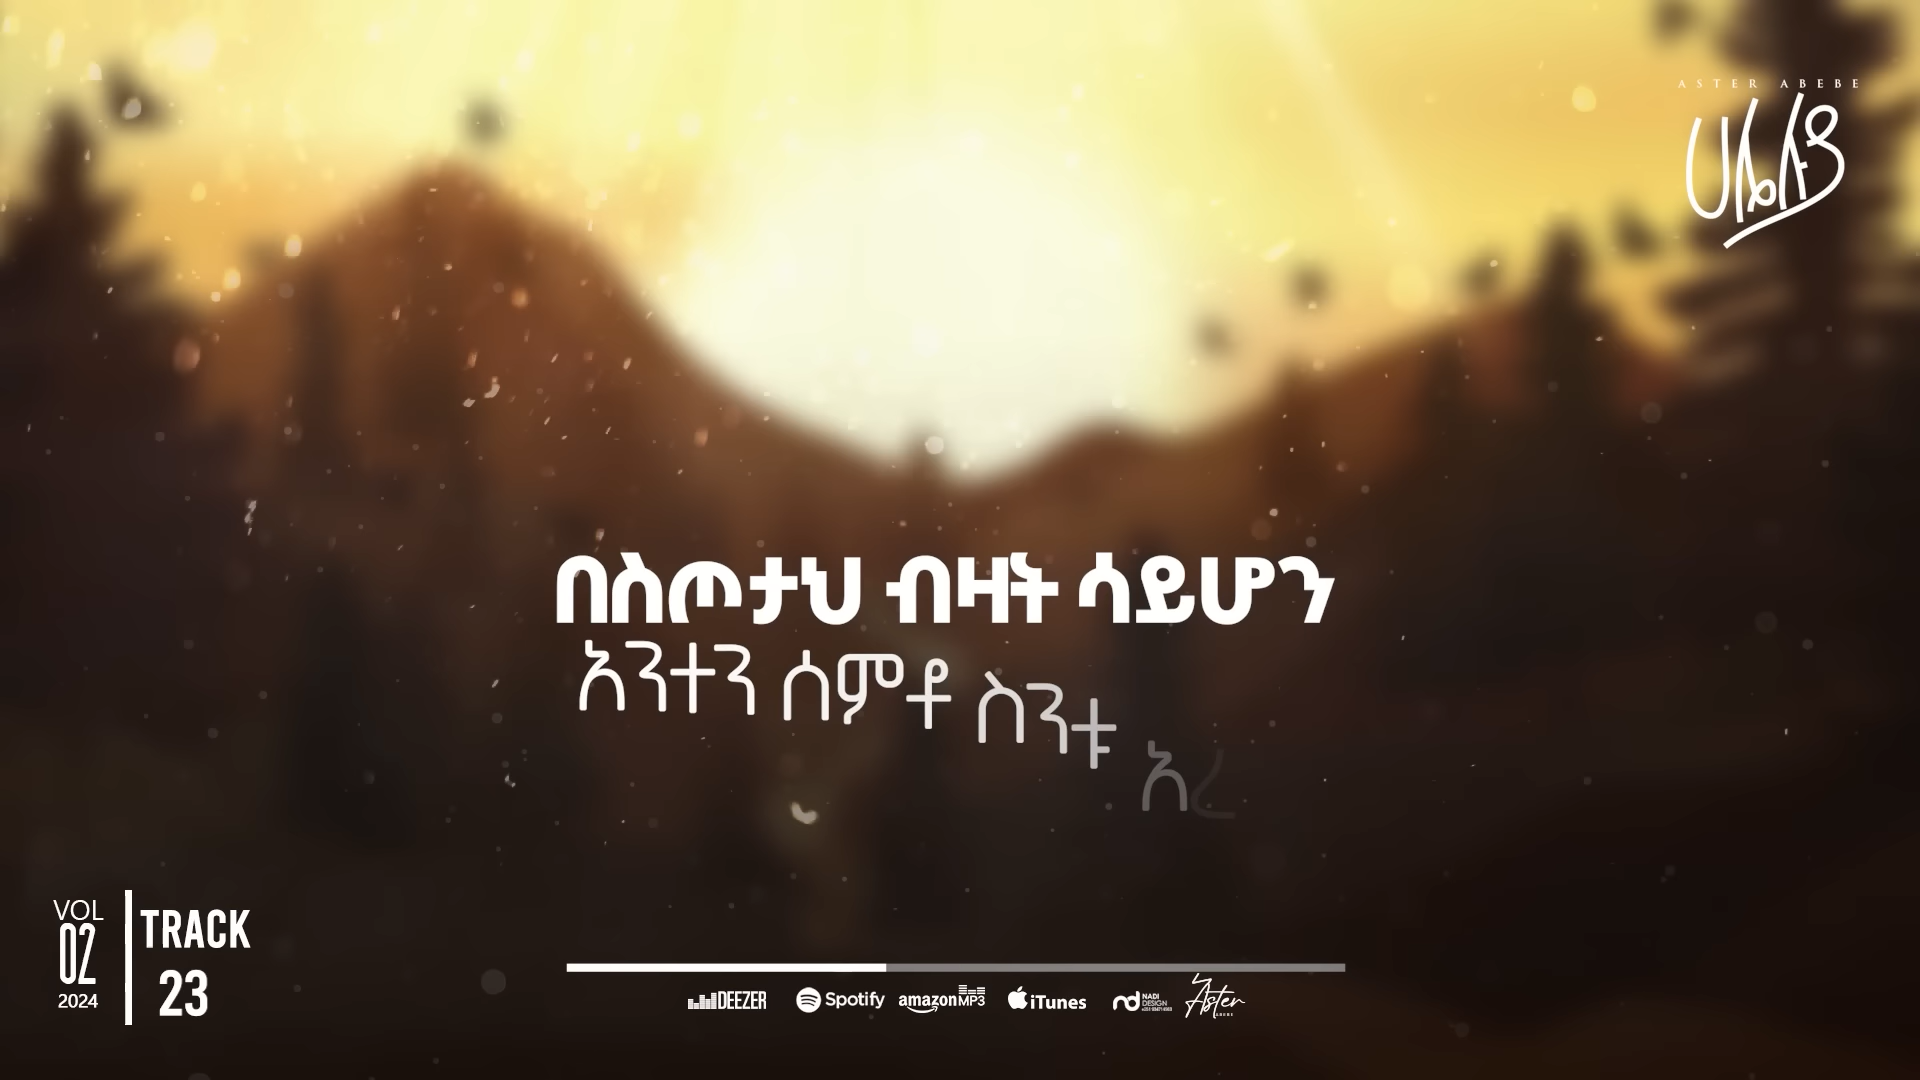 ASTER ABEBE
በስጦታህ ብዛት ሳይሆን
አንተን ሰምቶ ስንቱ አረ
VOL
02
2024
TRACK
23
DEEZER Spotify amazonMP3 iTunes NADI DESIGN Aster ABEBE